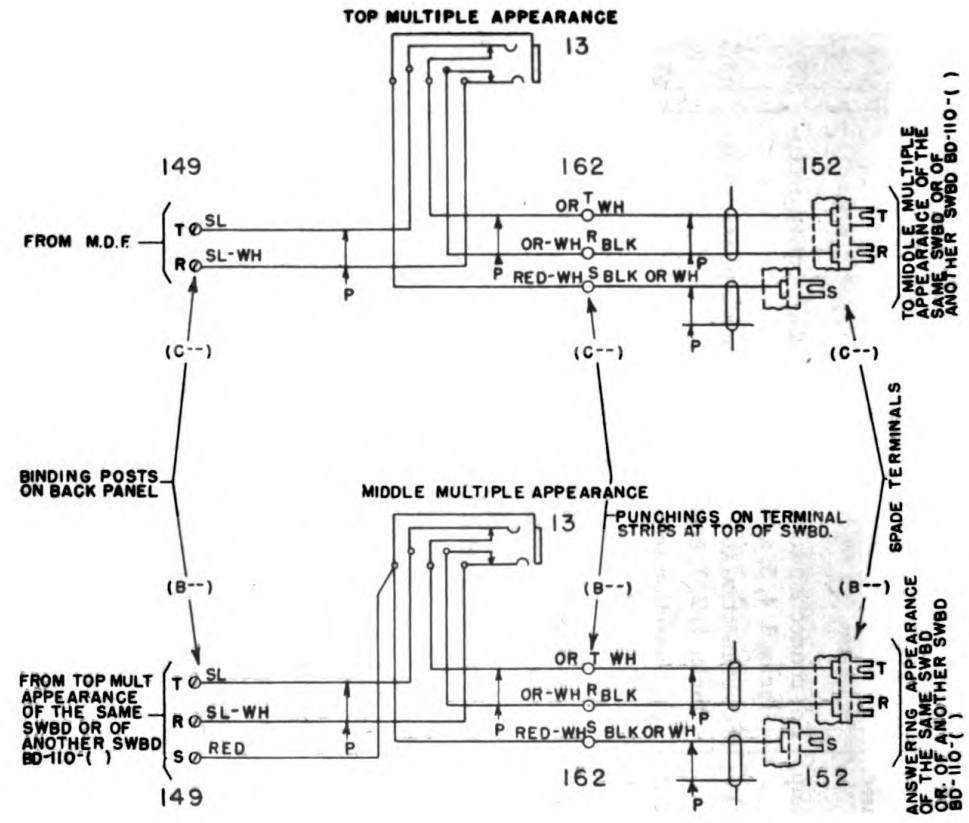 TOP MULTIPLE APPEARANCE
13
149
162
152
FROM M.D.F.
T SL
R SL-WH
P
OR T WH
OR-WH R BLK
RED-WH S BLK OR WH
P
P
P
T
R
S
TO MIDDLE MULTIPLE
APPEARANCE OF THE
SAME SWBD OR OF
ANOTHER SWBD BD-110-( )
(C--)
(C--)
(C--)
BINDING POSTS
ON BACK PANEL
SPADE TERMINALS
MIDDLE MULTIPLE APPEARANCE
13
PUNCHINGS ON TERMINAL
STRIPS AT TOP OF SWBD.
(B--)
(B--)
(B--)
FROM TOP MULT
APPEARANCE
OF THE SAME
SWBD OR OF
ANOTHER SWBD
BD-110-( )
T SL
R SL-WH
S RED
P
OR T WH
OR-WH R BLK
RED-WH S BLK OR WH
P
P
P
T
R
S
149
162
152
ANSWERING APPEARANCE
OF THE SAME SWBD
OR OF ANOTHER SWBD
BD-110-( )